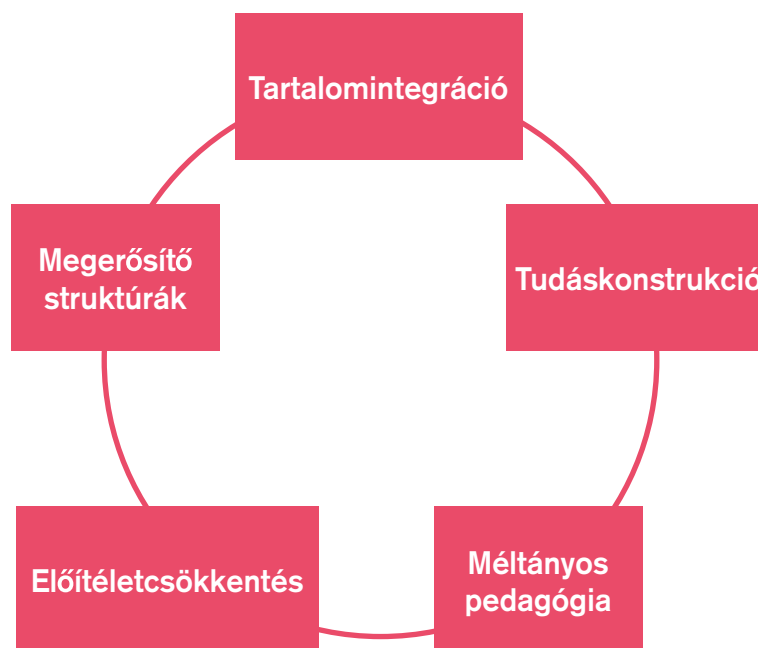 Tartalomintegráció
Tudáskonstrukció
Méltányos
pedagógia
Előítéletcsökkentés
Megerősítő
struktúrák